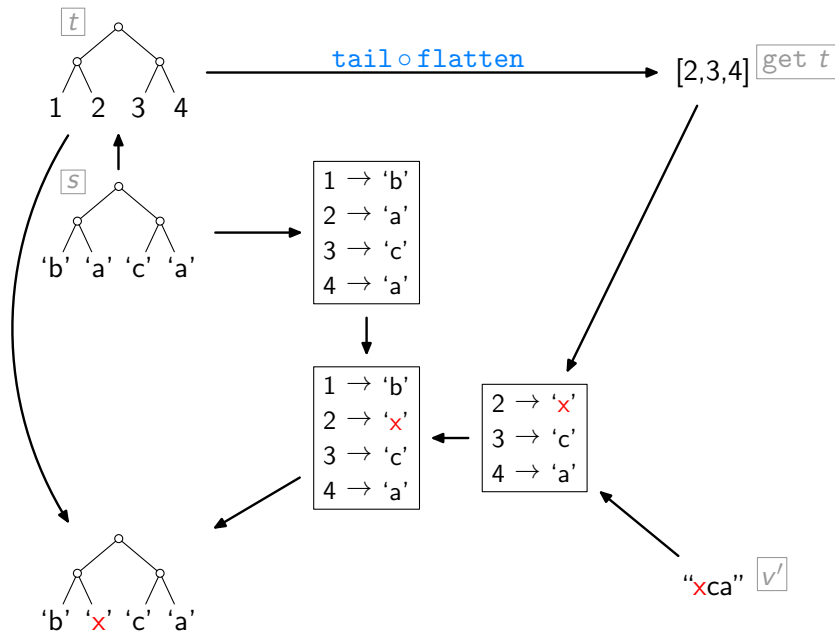 t
tail ∘ flatten
[2,3,4] get t
1 2 3 4
s
1 → ‘b’
2 → ‘a’
3 → ‘c’
4 → ‘a’
‘b’ ‘a’ ‘c’ ‘a’
1 → ‘b’
2 → ‘x’
3 → ‘c’
4 → ‘a’
2 → ‘x’
3 → ‘c’
4 → ‘a’
“xca” v′
‘b’ ‘x’ ‘c’ ‘a’